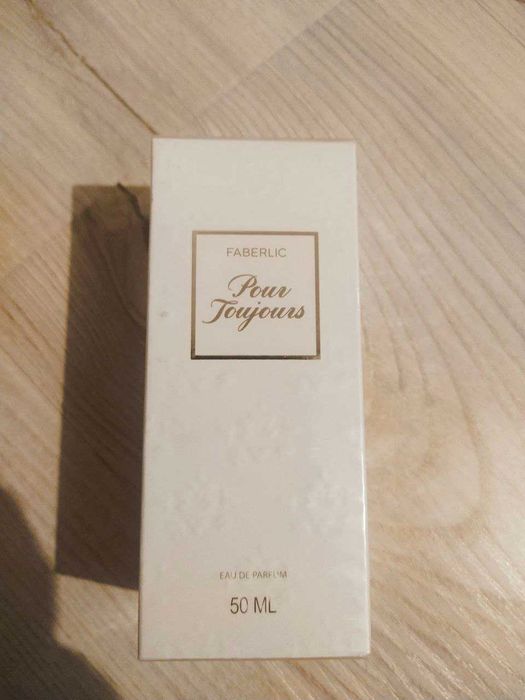 FABERLIC
Pour
Toujours
EAU DE PARFUM
50 ML